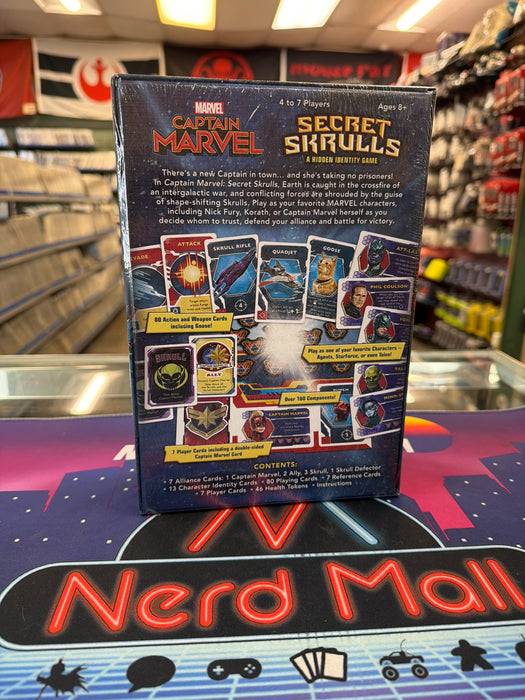 MARVEL
CAPTAIN
MARVEL
4 to 7 Players
Ages 8+
SECRET
SKRULLS
A HIDDEN IDENTITY GAME
There's a new Captain in town... and she's taking no prisoners!
In Captain Marvel: Secret Skrulls, Earth is caught in the crossfire of
an intergalactic war, and conflicting forces are shrouded by the guise
of shape-shifting Skrulls. Play as your favorite MARVEL characters,
including Nick Fury, Korath, or Captain Marvel herself as you
decide whom to trust, defend your alliance and battle for victory.
EVADE
ATTACK
SKRULL RIFLE
QUADJET
GOOSE
ATT-LAS
PHIL COULSON
80 Action and Weapon Cards
including Goose!
Play as one of your favorite Characters –
Agents, Starforce, or even Talos!
SKRULL
ALLY
Over 160 Components!
CAPTAIN MARVEL
7 Player Cards including a double-sided
Captain Marvel Card
CONTENTS:
• 7 Alliance Cards: 1 Captain Marvel, 2 Ally, 3 Skrull, 1 Skrull Defector
• 13 Character Identity Cards • 80 Playing Cards • 7 Reference Cards
• 7 Player Cards • 46 Health Tokens • Instructions
Nerd Mall